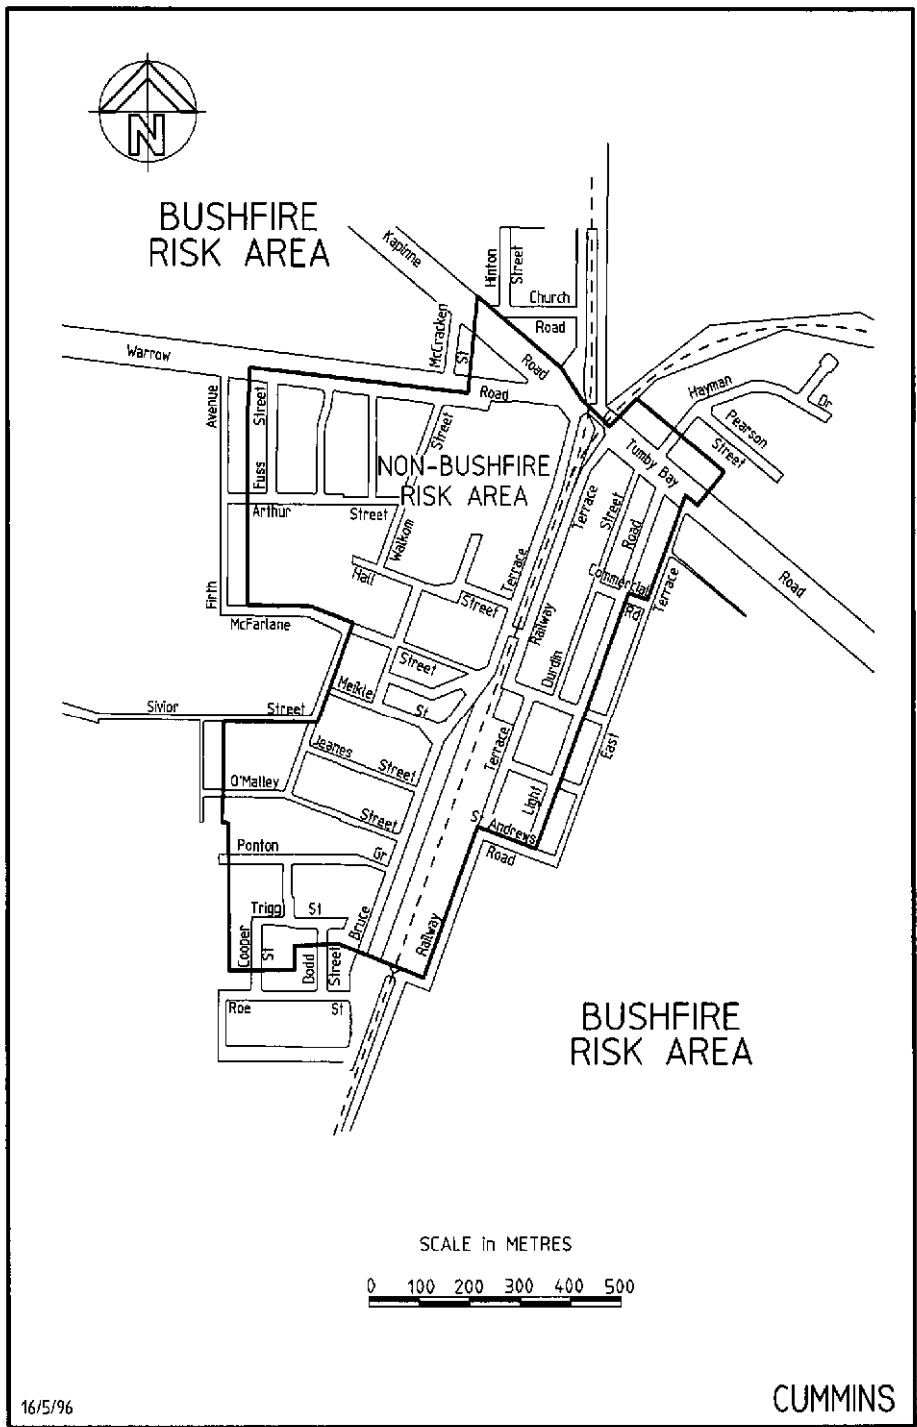 N
BUSHFIRE
RISK AREA
Kapinne
Road
Hinton
Street
Church
Road
McCracken
St
Warrow
Road
Hayman
Dr
Pearson
Street
Tumby Bay
Road
Avenue
Firth
Street
Fuss
Street
Walkom
NON-BUSHFIRE
RISK AREA
Arthur
Street
Terrace
Street
Road
Hall
Street
Terrace
Railway
Durdin
Commercial
Rd
Terrace
East
McFarlane
Street
Meikle
St
Sivior
Street
Jeanes
Street
Terrace
O'Malley
Street
Light
St Andrews
Road
Ponton
Gr
Trigg
St
Bruce
Railway
Cooper
St
Dodd
Street
Roe
St
BUSHFIRE
RISK AREA
SCALE in METRES
0 100 200 300 400 500
16/5/96
CUMMINS